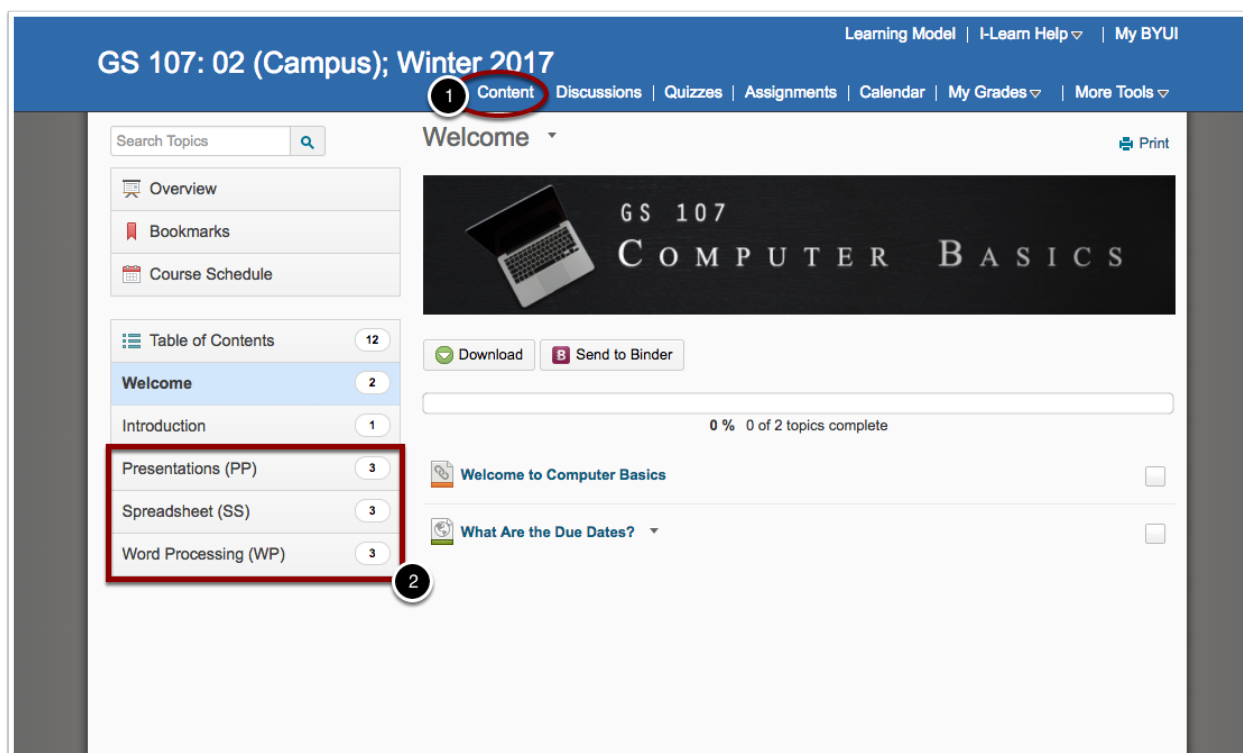 Learning Model | I-Learn Help | My BYUI
GS 107: 02 (Campus); Winter 2017
1
Content Discussions | Quizzes | Assignments | Calendar | My Grades | More Tools
Search Topics
Overview
Bookmarks
Course Schedule
Table of Contents 12
Welcome 2
Introduction 1
Presentations (PP) 3
Spreadsheet (SS) 3
Word Processing (WP) 3
2
Welcome
Print
GS 107
COMPUTER BASICS
Download
B Send to Binder
0 % 0 of 2 topics complete
Welcome to Computer Basics
What Are the Due Dates?